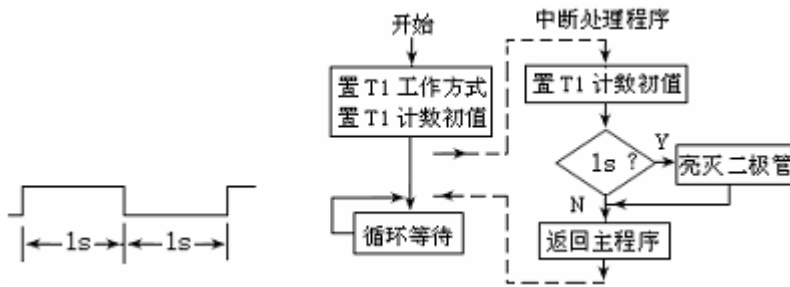 开始
置T1工作方式
置T1计数初值
循环等待
中断处理程序
置T1计数初值
1s？
Y
亮灭二极管
N
返回主程序
1s
1s